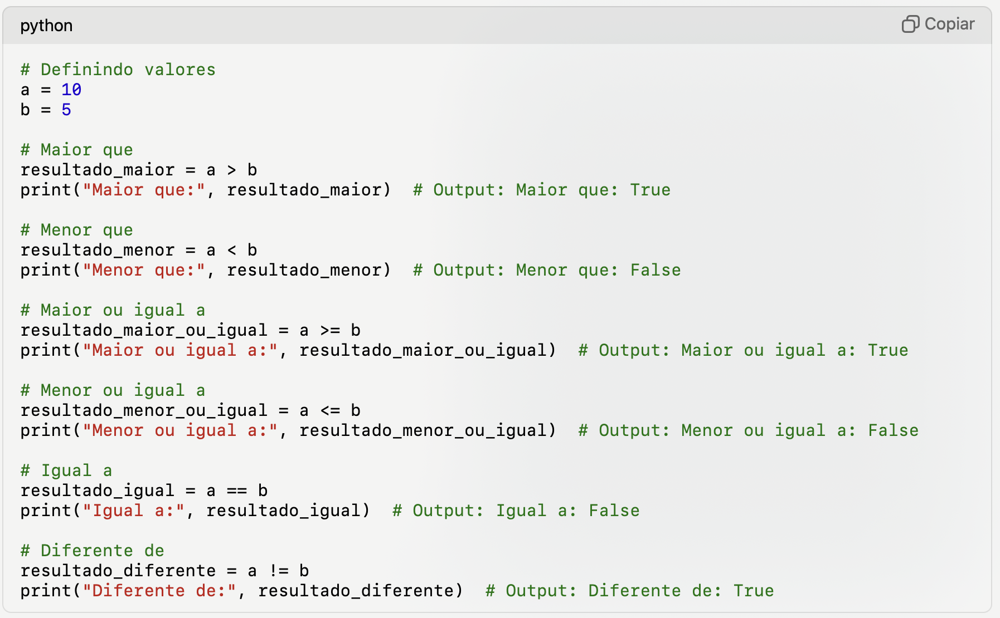 python
Copiar
# Definindo valores
a = 10
b = 5
# Maior que
resultado_maior = a > b
print("Maior que:", resultado_maior)  # Output: Maior que: True
# Menor que
resultado_menor = a < b
print("Menor que:", resultado_menor)  # Output: Menor que: False
# Maior ou igual a
resultado_maior_ou_igual = a >= b
print("Maior ou igual a:", resultado_maior_ou_igual)  # Output: Maior ou igual a: True
# Menor ou igual a
resultado_menor_ou_igual = a <= b
print("Menor ou igual a:", resultado_menor_ou_igual)  # Output: Menor ou igual a: False
# Igual a
resultado_igual = a == b
print("Igual a:", resultado_igual)  # Output: Igual a: False
# Diferente de
resultado_diferente = a != b
print("Diferente de:", resultado_diferente)  # Output: Diferente de: True